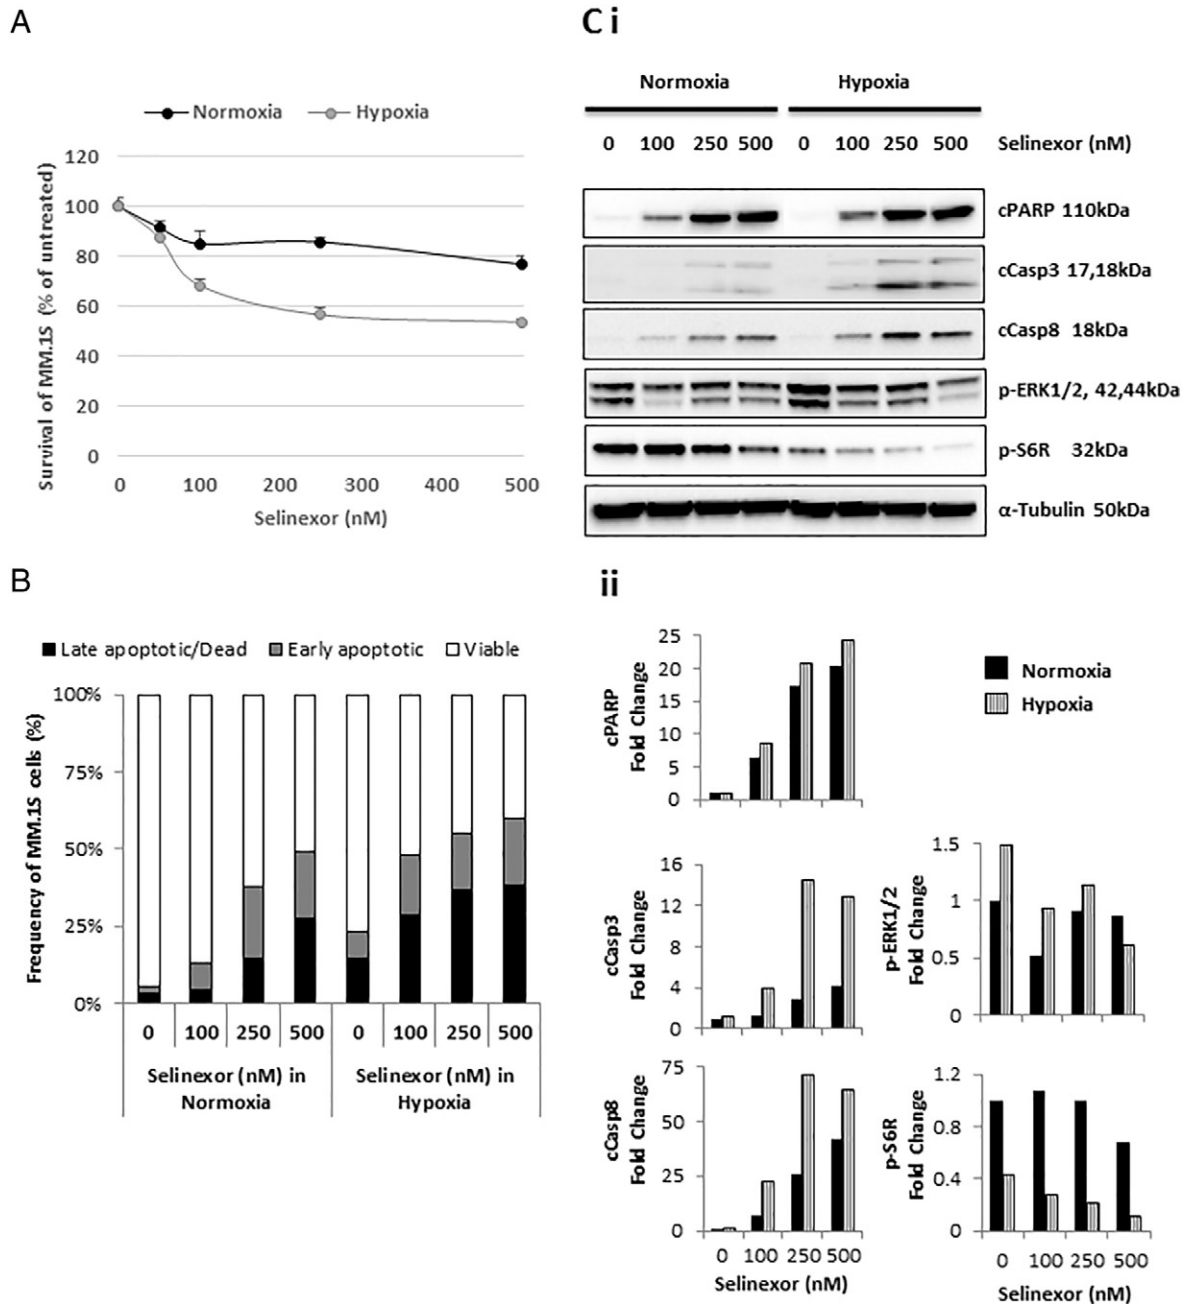 A
Normoxia Hypoxia
Survival of MM.1S (% of untreated)
120
100
80
60
40
20
0
0 100 200 300 400 500
Selinexor (nM)
B
Late apoptotic/Dead Early apoptotic Viable
Frequency of MM.1S cells (%)
100%
75%
50%
25%
0%
0 100 250 500 0 100 250 500
Selinexor (nM) in Normoxia
Selinexor (nM) in Hypoxia
C i
Normoxia Hypoxia
0 100 250 500 0 100 250 500 Selinexor (nM)
cPARP 110kDa
cCasp3 17,18kDa
cCasp8 18kDa
p-ERK1/2, 42,44kDa
p-S6R 32kDa
α-Tubulin 50kDa
ii
Normoxia
Hypoxia
cPARP
Fold Change
25
20
15
10
5
0
cCasp3
Fold Change
16
12
8
4
0
p-ERK1/2
Fold Change
1.5
1
0.5
0
cCasp8
Fold Change
75
50
25
0
0 100 250 500
Selinexor (nM)
p-S6R
Fold Change
1.2
0.8
0.4
0
0 100 250 500
Selinexor (nM)